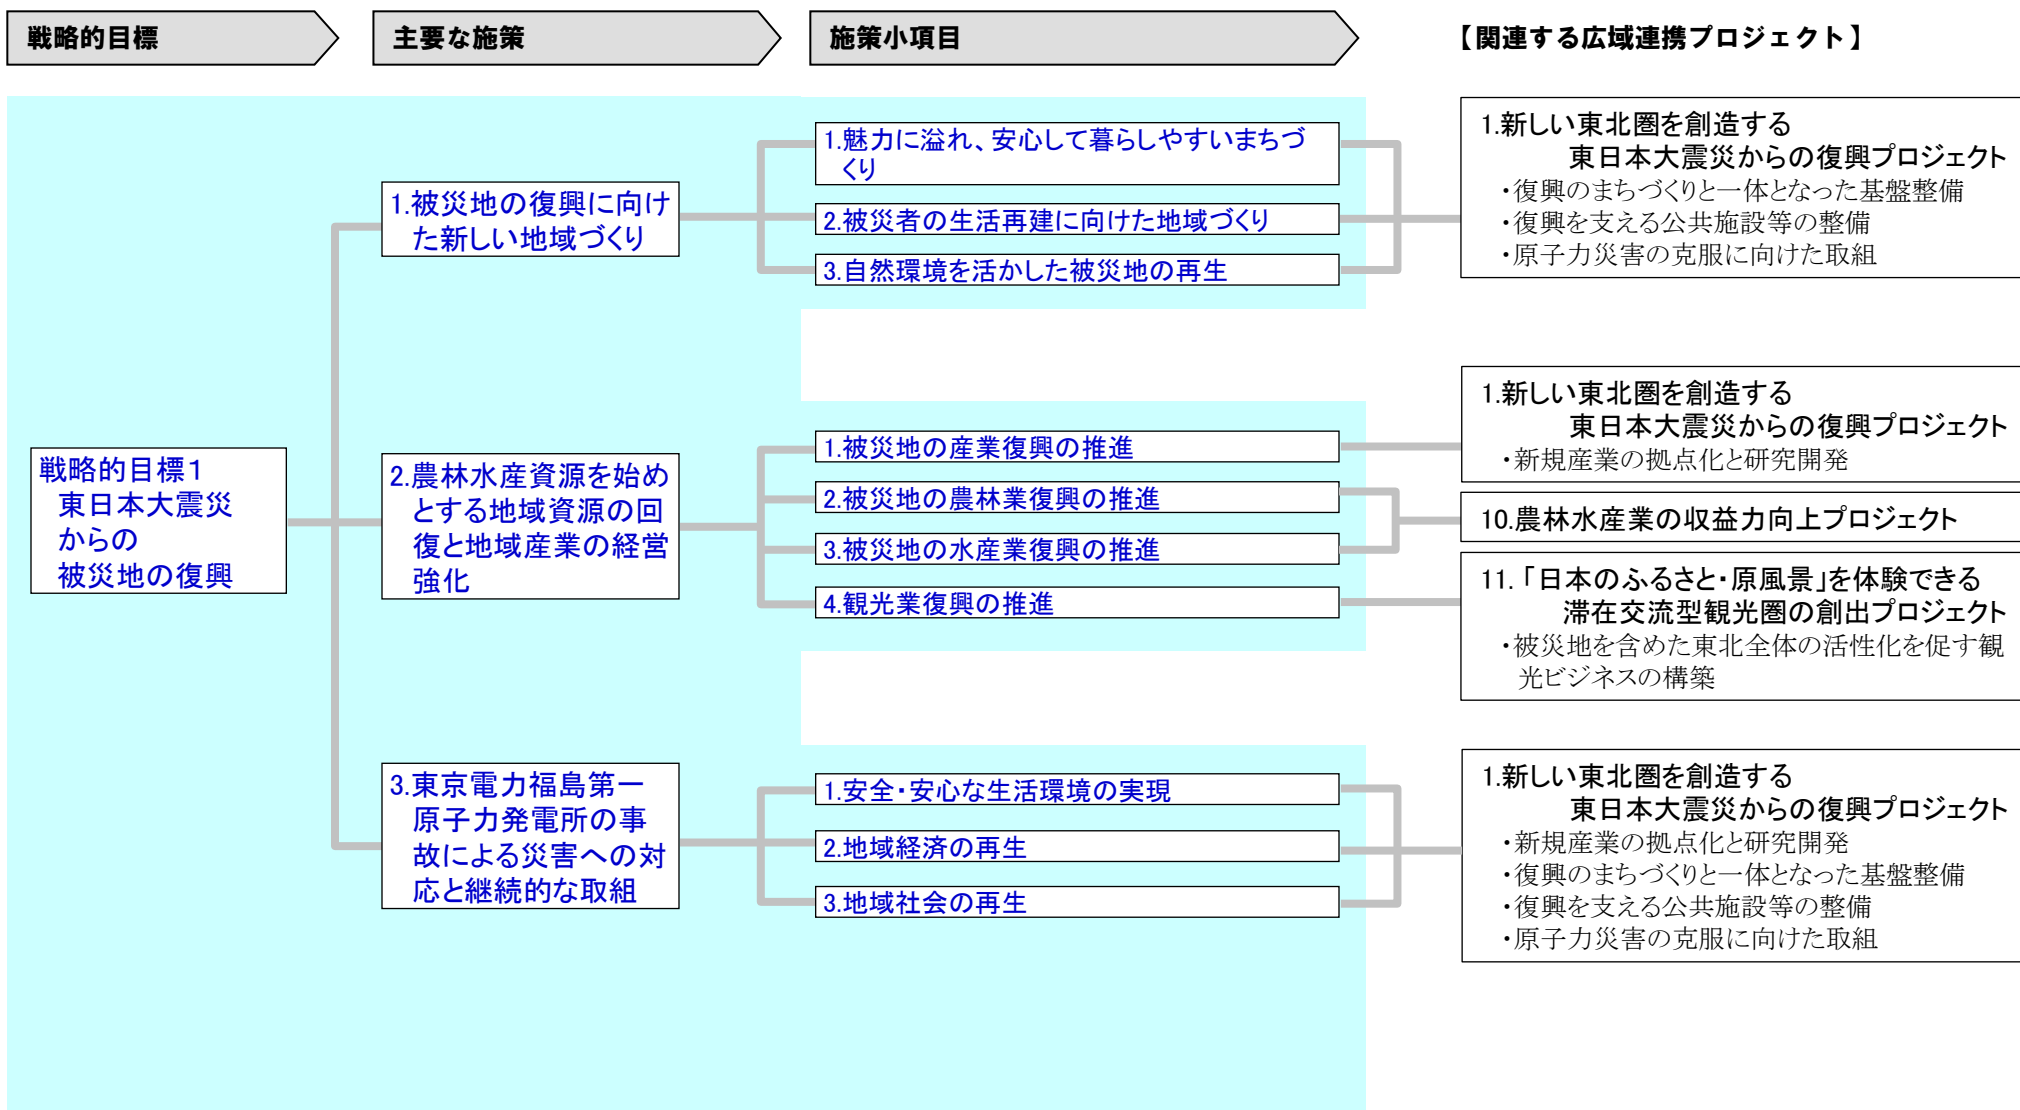 戦略的目標
主要な施策
施策小項目
【関連する広域連携プロジェクト】
戦略的目標1
東日本大震災
からの
被災地の復興
1.被災地の復興に向け
た新しい地域づくり
1.魅力に溢れ、安心して暮らしやすいまちづ
くり
2.被災者の生活再建に向けた地域づくり
3.自然環境を活かした被災地の再生
1.新しい東北圏を創造する
東日本大震災からの復興プロジェクト
・復興のまちづくりと一体となった基盤整備
・復興を支える公共施設等の整備
・原子力災害の克服に向けた取組
2.農林水産資源を始め
とする地域資源の回
復と地域産業の経営
強化
1.被災地の産業復興の推進
2.被災地の農林業復興の推進
3.被災地の水産業復興の推進
4.観光業復興の推進
1.新しい東北圏を創造する
東日本大震災からの復興プロジェクト
・新規産業の拠点化と研究開発
10.農林水産業の収益力向上プロジェクト
11.「日本のふるさと・原風景」を体験できる
滞在交流型観光圏の創出プロジェクト
・被災地を含めた東北全体の活性化を促す観
光ビジネスの構築
3.東京電力福島第一
原子力発電所の事
故による災害への対
応と継続的な取組
1.安全・安心な生活環境の実現
2.地域経済の再生
3.地域社会の再生
1.新しい東北圏を創造する
東日本大震災からの復興プロジェクト
・新規産業の拠点化と研究開発
・復興のまちづくりと一体となった基盤整備
・復興を支える公共施設等の整備
・原子力災害の克服に向けた取組